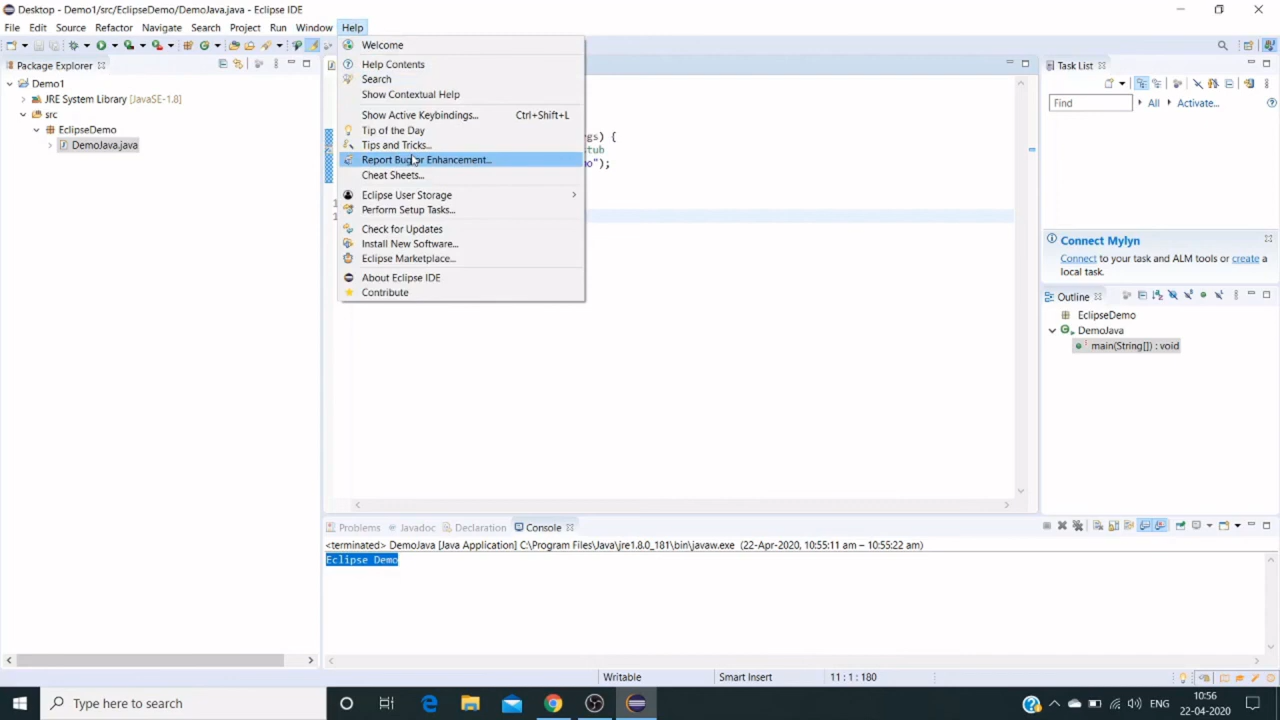 Desktop - Demo1/src/EclipseDemo/DemoJava.java - Eclipse IDE
File Edit Source Refactor Navigate Search Project Run Window Help
Package Explorer
Demo1
JRE System Library [JavaSE-1.8]
src
EclipseDemo
DemoJava.java
Welcome
Help Contents
Search
Show Contextual Help
Show Active Keybindings... Ctrl+Shift+L
Tip of the Day
Tips and Tricks...
Report Bug or Enhancement...
Cheat Sheets...
Eclipse User Storage
Perform Setup Tasks...
Check for Updates
Install New Software...
Eclipse Marketplace...
About Eclipse IDE
Contribute
gs) {
tub
o");
Task List
Find All Activate...
Connect Mylyn
Connect to your task and ALM tools or create a
local task.
Outline
EclipseDemo
DemoJava
main(String[]) : void
Problems Javadoc Declaration Console
<terminated> DemoJava [Java Application] C:\Program Files\Java\jre1.8.0_181\bin\javaw.exe (22-Apr-2020, 10:55:11 am – 10:55:22 am)
Eclipse Demo
Writable Smart Insert 11 : 1 : 180
Type here to search
ENG
10:56
22-04-2020